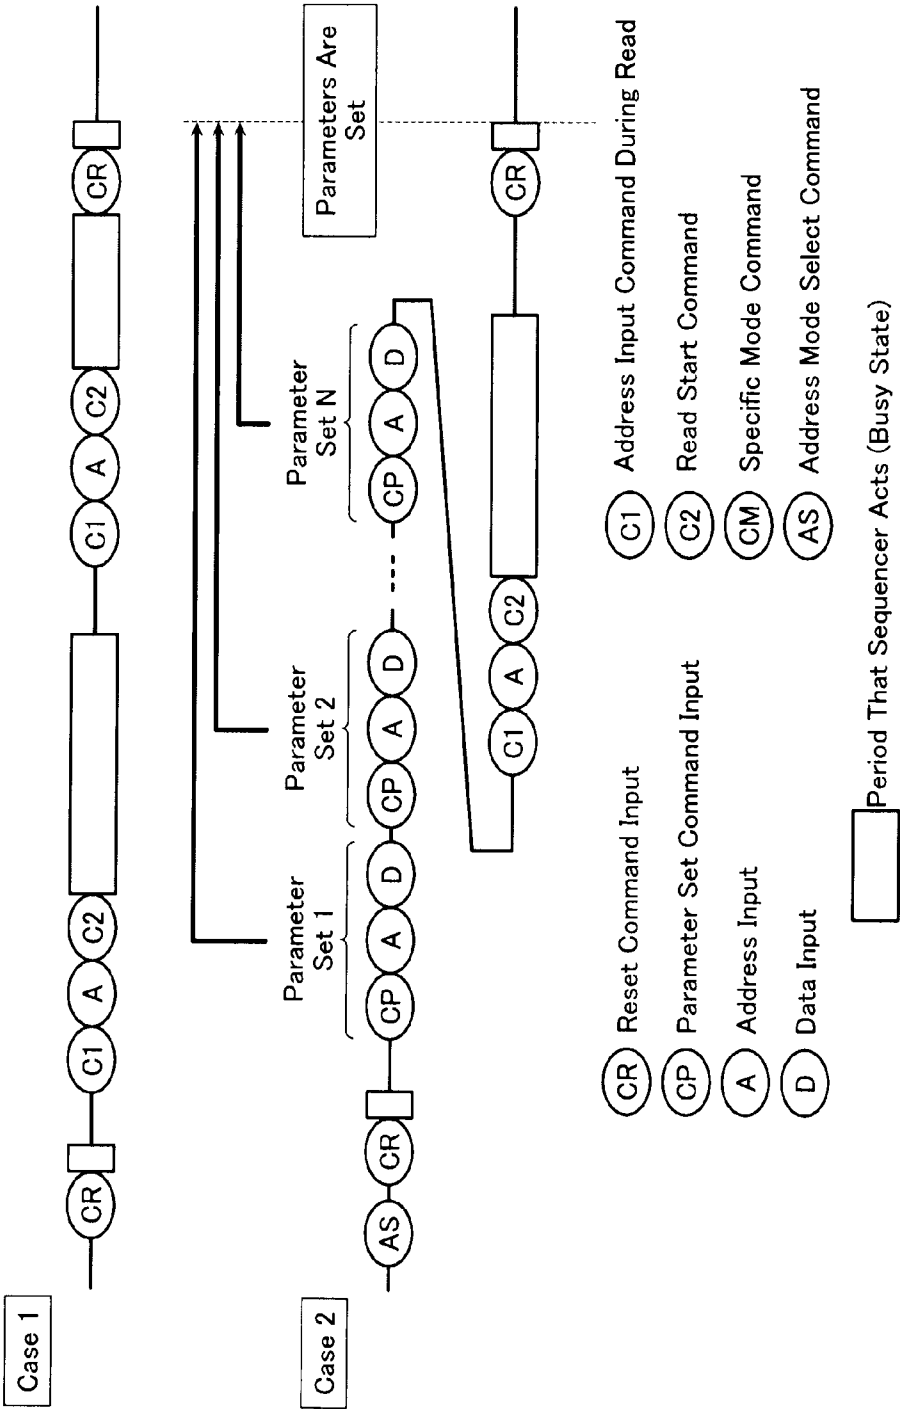 Case 1
CR
C1
A
C2
C1
A
C2
CR
Case 2
Parameter
Set 1
Parameter
Set 2
Parameter
Set N
Parameters Are
Set
AS
CR
CP
A
D
CP
A
D
CP
A
D
C1
A
C2
CR
CR Reset Command Input
CP Parameter Set Command Input
A Address Input
D Data Input
C1 Address Input Command During Read
C2 Read Start Command
CM Specific Mode Command
AS Address Mode Select Command
Period That Sequencer Acts (Busy State)